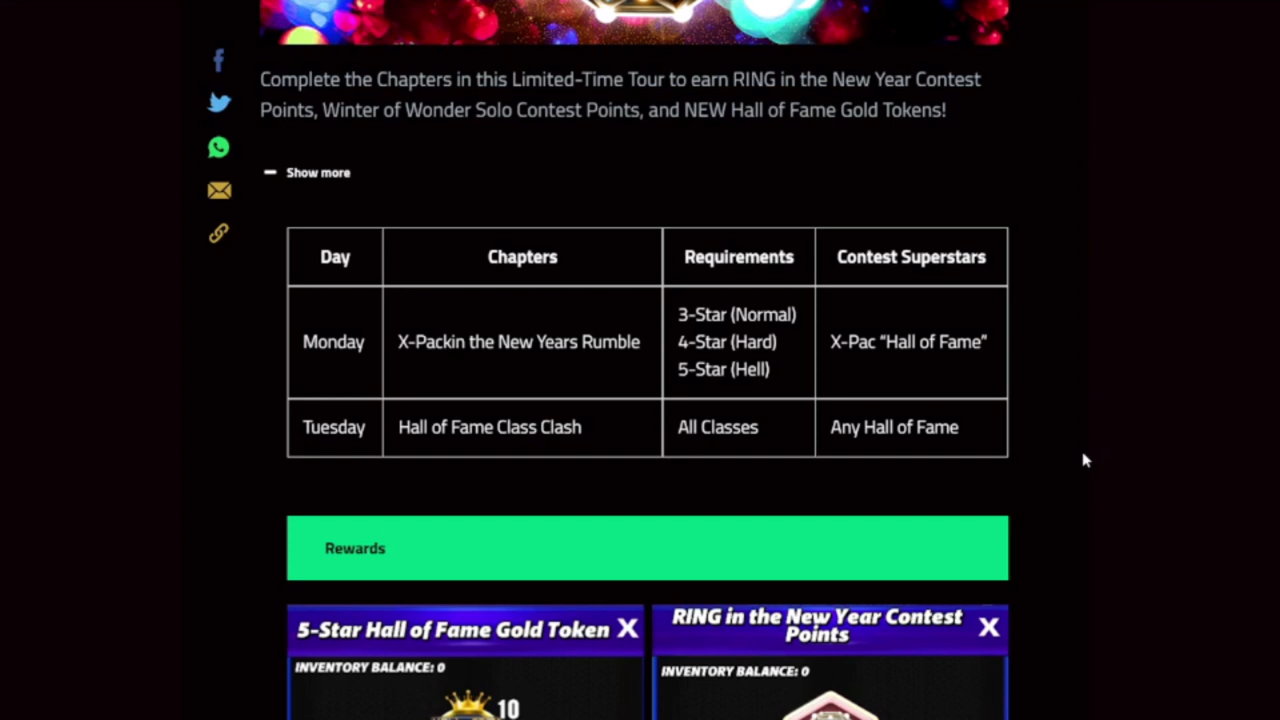 Complete the Chapters in this Limited-Time Tour to earn RING in the New Year Contest
Points, Winter of Wonder Solo Contest Points, and NEW Hall of Fame Gold Tokens!
Show more
Day Chapters Requirements Contest Superstars
Monday X-Packin the New Years Rumble 3-Star (Normal)
4-Star (Hard)
5-Star (Hell) X-Pac “Hall of Fame”
Tuesday Hall of Fame Class Clash All Classes Any Hall of Fame
Rewards
5-Star Hall of Fame Gold Token X
INVENTORY BALANCE: 0
10
RING in the New Year Contest
Points X
INVENTORY BALANCE: 0